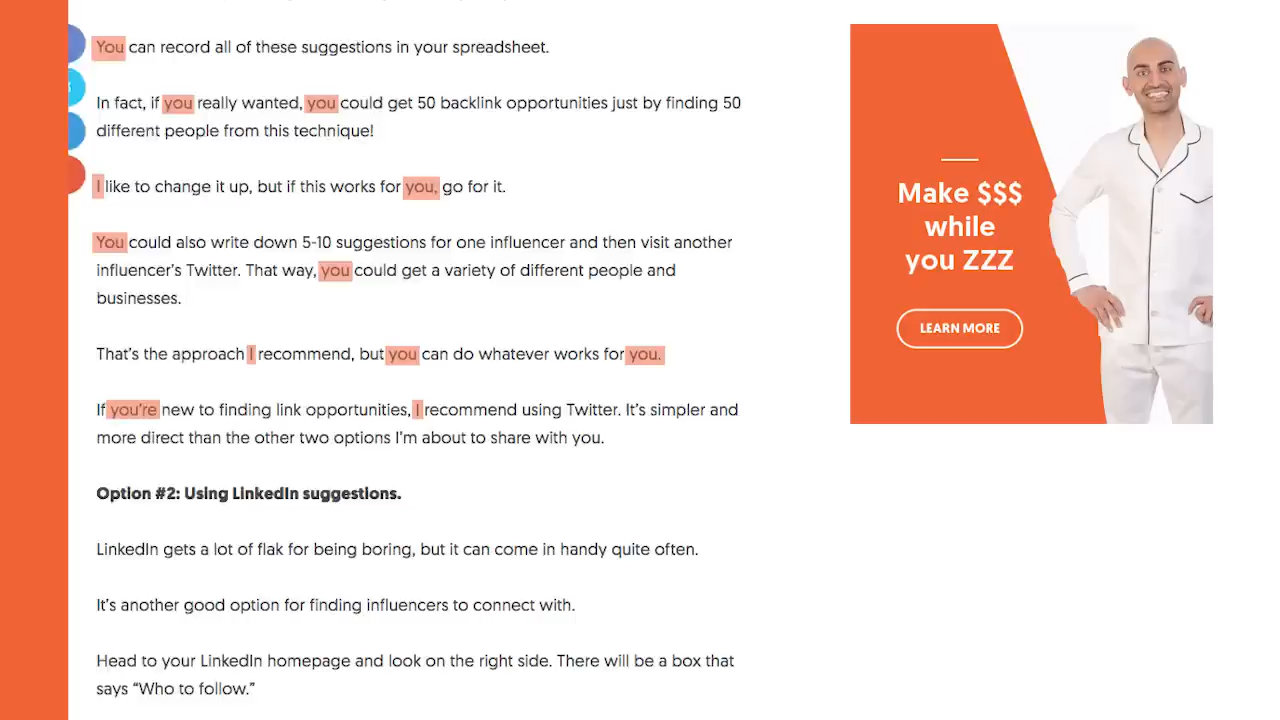 You can record all of these suggestions in your spreadsheet.
In fact, if you really wanted, you could get 50 backlink opportunities just by finding 50
different people from this technique!
I like to change it up, but if this works for you, go for it.
You could also write down 5-10 suggestions for one influencer and then visit another
influencer's Twitter. That way, you could get a variety of different people and
businesses.
That's the approach I recommend, but you can do whatever works for you.
If you're new to finding link opportunities, I recommend using Twitter. It's simpler and
more direct than the other two options I'm about to share with you.
Option #2: Using LinkedIn suggestions.
LinkedIn gets a lot of flak for being boring, but it can come in handy quite often.
It's another good option for finding influencers to connect with.
Head to your LinkedIn homepage and look on the right side. There will be a box that
says “Who to follow.”
Make $$$
while
you ZZZ
LEARN MORE